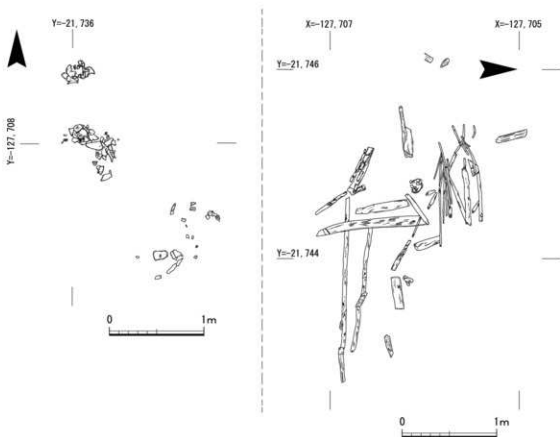 Y=-21,736
Y=-127,708
0 1m
X=-127,707
X=-127,705
Y=-21,746
Y=-21,744
0 1m